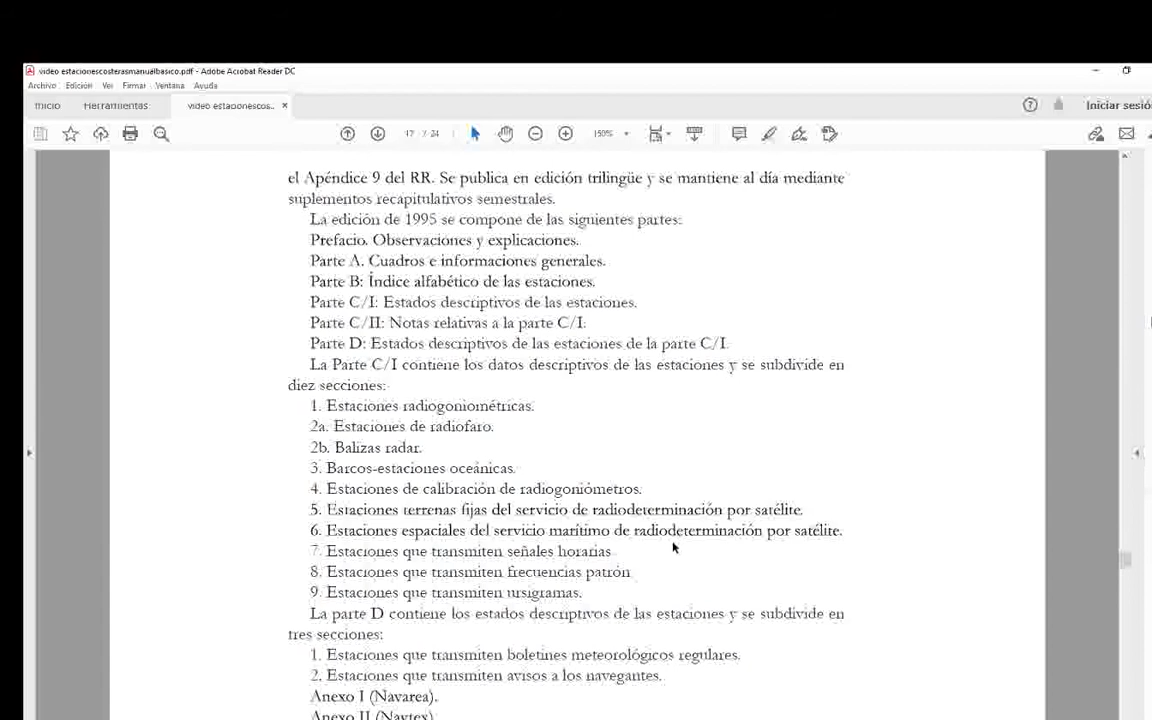 video estacionescosterasmanualbasico.pdf - Adobe Acrobat Reader DC
Archivo Edición Ver Firmar Ventana Ayuda
Inicio Herramientas video estacionescos... × Iniciar sesió
17 / 24 150%
el Apéndice 9 del RR. Se publica en edición trilingüe y se mantiene al día mediante
suplementos recapitulativos semestrales.
La edición de 1995 se compone de las siguientes partes:
Prefacio. Observaciones y explicaciones.
Parte A. Cuadros e informaciones generales.
Parte B: Índice alfabético de las estaciones.
Parte C/I: Estados descriptivos de las estaciones.
Parte C/II: Notas relativas a la parte C/I:
Parte D: Estados descriptivos de las estaciones de la parte C/I.
La Parte C/I contiene los datos descriptivos de las estaciones y se subdivide en
diez secciones:
1. Estaciones radiogoniométricas.
2a. Estaciones de radiofaro.
2b. Balizas radar.
3. Barcos-estaciones oceánicas.
4. Estaciones de calibración de radiogoniómetros.
5. Estaciones terrenas fijas del servicio de radiodeterminación por satélite.
6. Estaciones espaciales del servicio marítimo de radiodeterminación por satélite.
7. Estaciones que transmiten señales horarias
8. Estaciones que transmiten frecuencias patrón
9. Estaciones que transmiten ursigramas.
La parte D contiene los estados descriptivos de las estaciones y se subdivide en
tres secciones:
1. Estaciones que transmiten boletines meteorológicos regulares.
2. Estaciones que transmiten avisos a los navegantes.
Anexo I (Navarea).
Anexo II (Navtex)